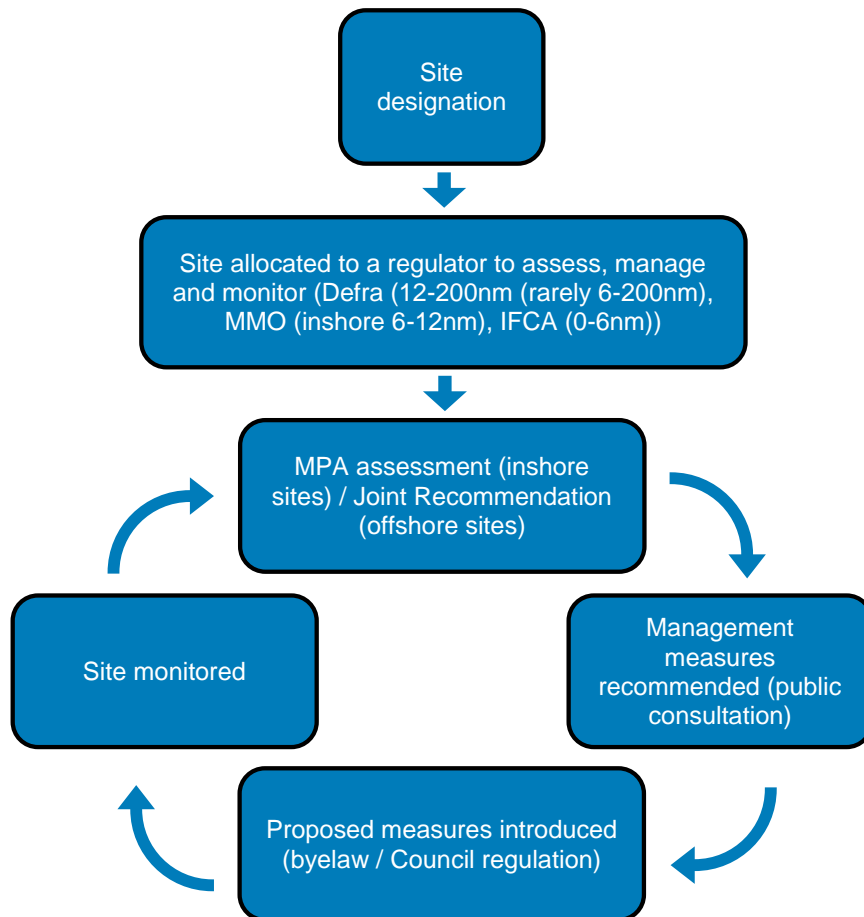 Site
designation
Site allocated to a regulator to assess, manage
and monitor (Defra (12-200nm (rarely 6-200nm),
MMO (inshore 6-12nm), IFCA (0-6nm))
MPA assessment (inshore
sites) / Joint Recommendation
(offshore sites)
Management
measures
recommended (public
consultation)
Proposed measures introduced
(byelaw / Council regulation)
Site monitored